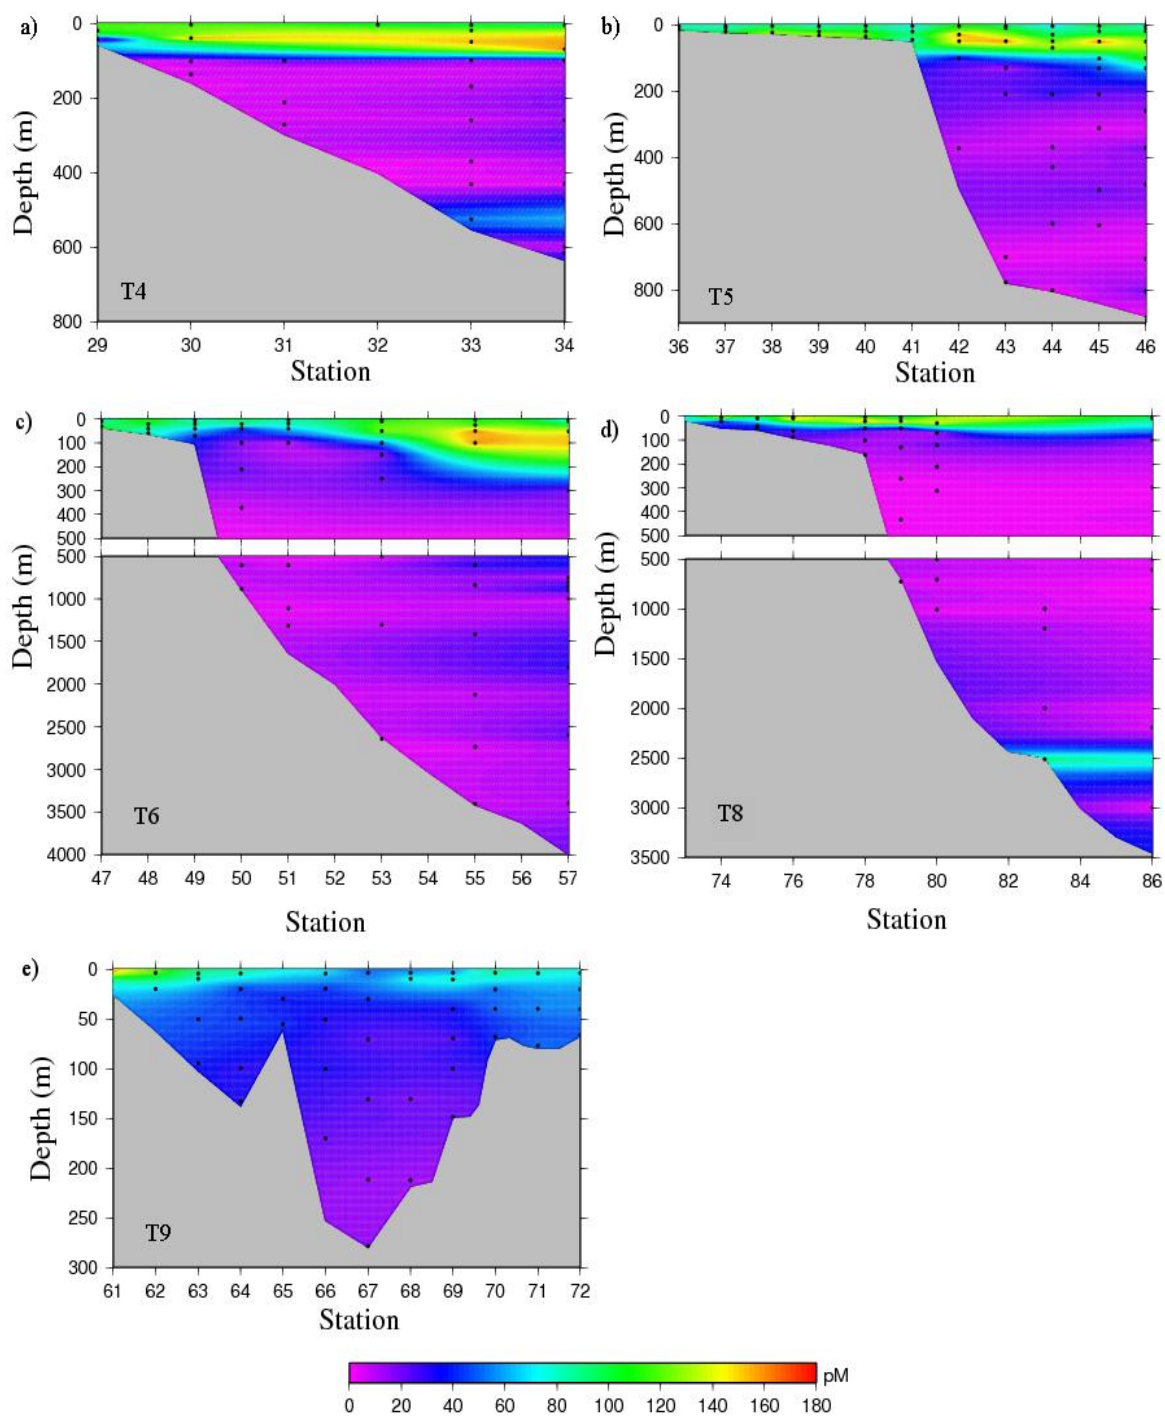 a)
0
200
400
600
800
Depth (m)
T4
29 30 31 32 33 34
Station
b)
0
200
400
600
800
Depth (m)
T5
36 37 38 39 40 41 42 43 44 45 46
Station
c)
0
100
200
300
400
500
500
1000
1500
2000
2500
3000
3500
4000
Depth (m)
T6
47 48 49 50 51 52 53 54 55 56 57
Station
d)
0
100
200
300
400
500
500
1000
1500
2000
2500
3000
3500
Depth (m)
T8
74 76 78 80 82 84 86
Station
e)
0
50
100
150
200
250
300
Depth (m)
T9
61 62 63 64 65 66 67 68 69 70 71 72
Station
pM
0 20 40 60 80 100 120 140 160 180